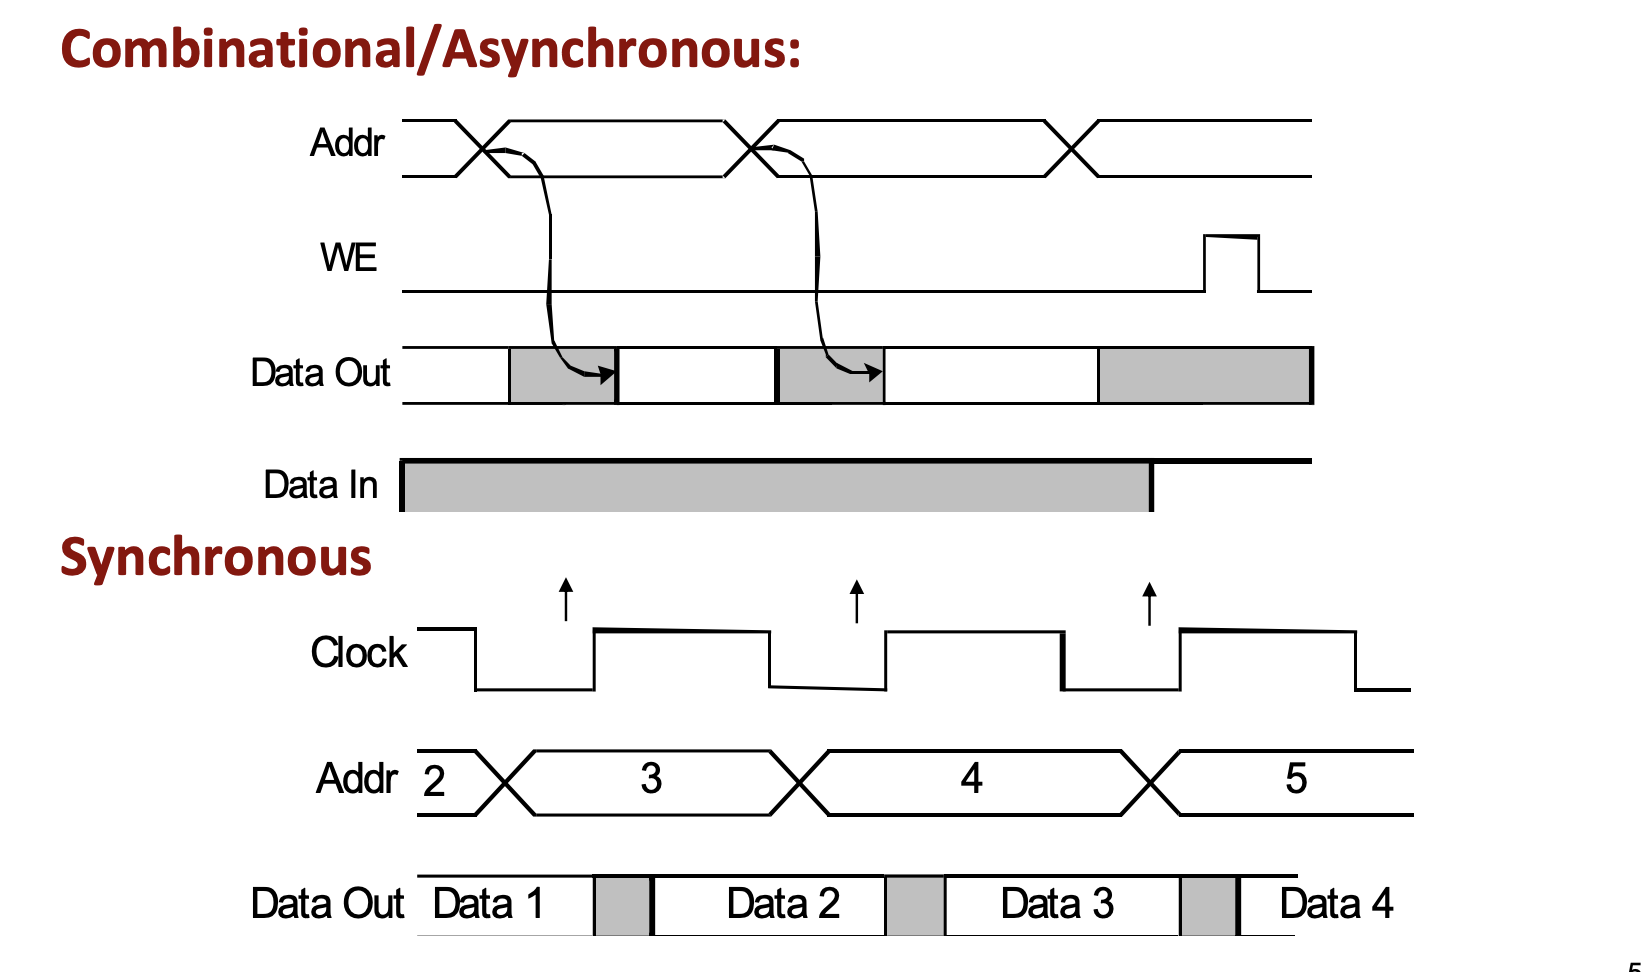 Combinational/Asynchronous:
Addr
WE
Data Out
Data In
Synchronous
Clock
Addr 2 3 4 5
Data Out Data 1 Data 2 Data 3 Data 4
5